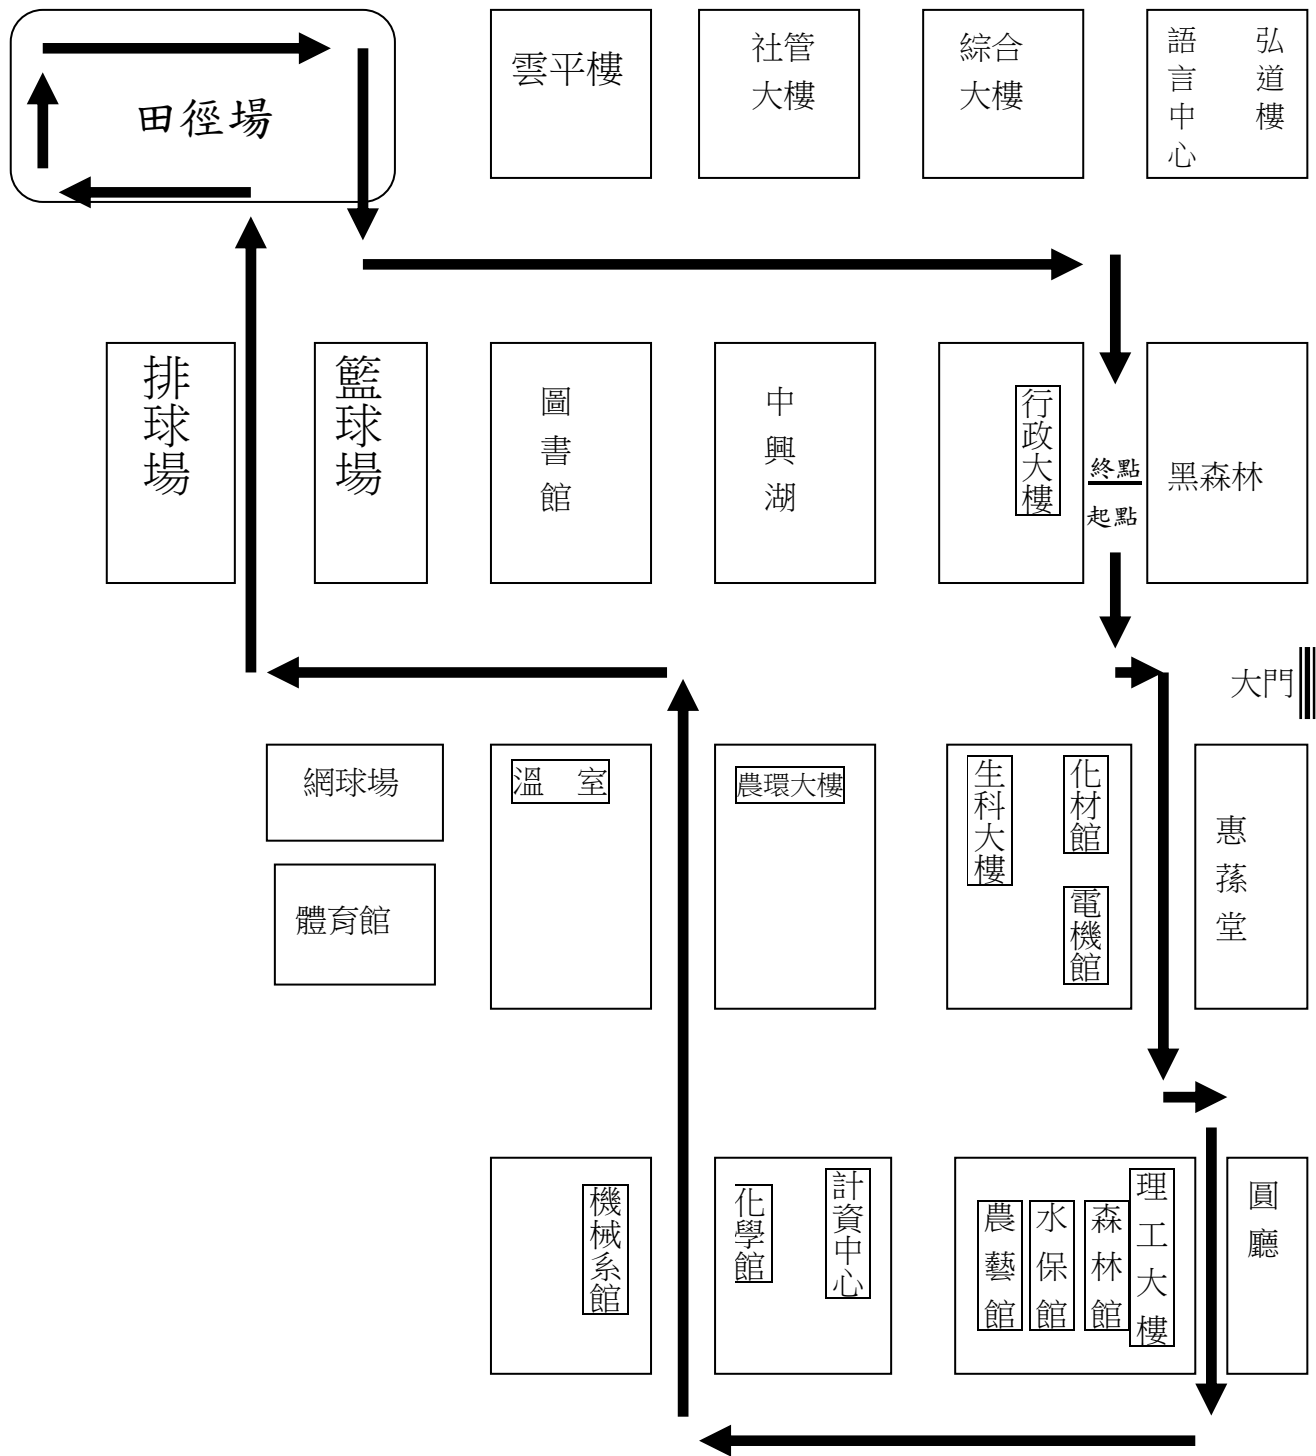 田徑場
雲平樓
社管
大樓
綜合
大樓
語言中心
弘道樓
排球場
籃球場
圖書館
中興湖
行政大樓
終點
起點
黑森林
大門
網球場
體育館
溫 室
農環大樓
生科大樓
化材館
電機館
惠蓀堂
機械系館
化學館
計資中心
農藝館
水保館
森林館
理工大樓
圓廳